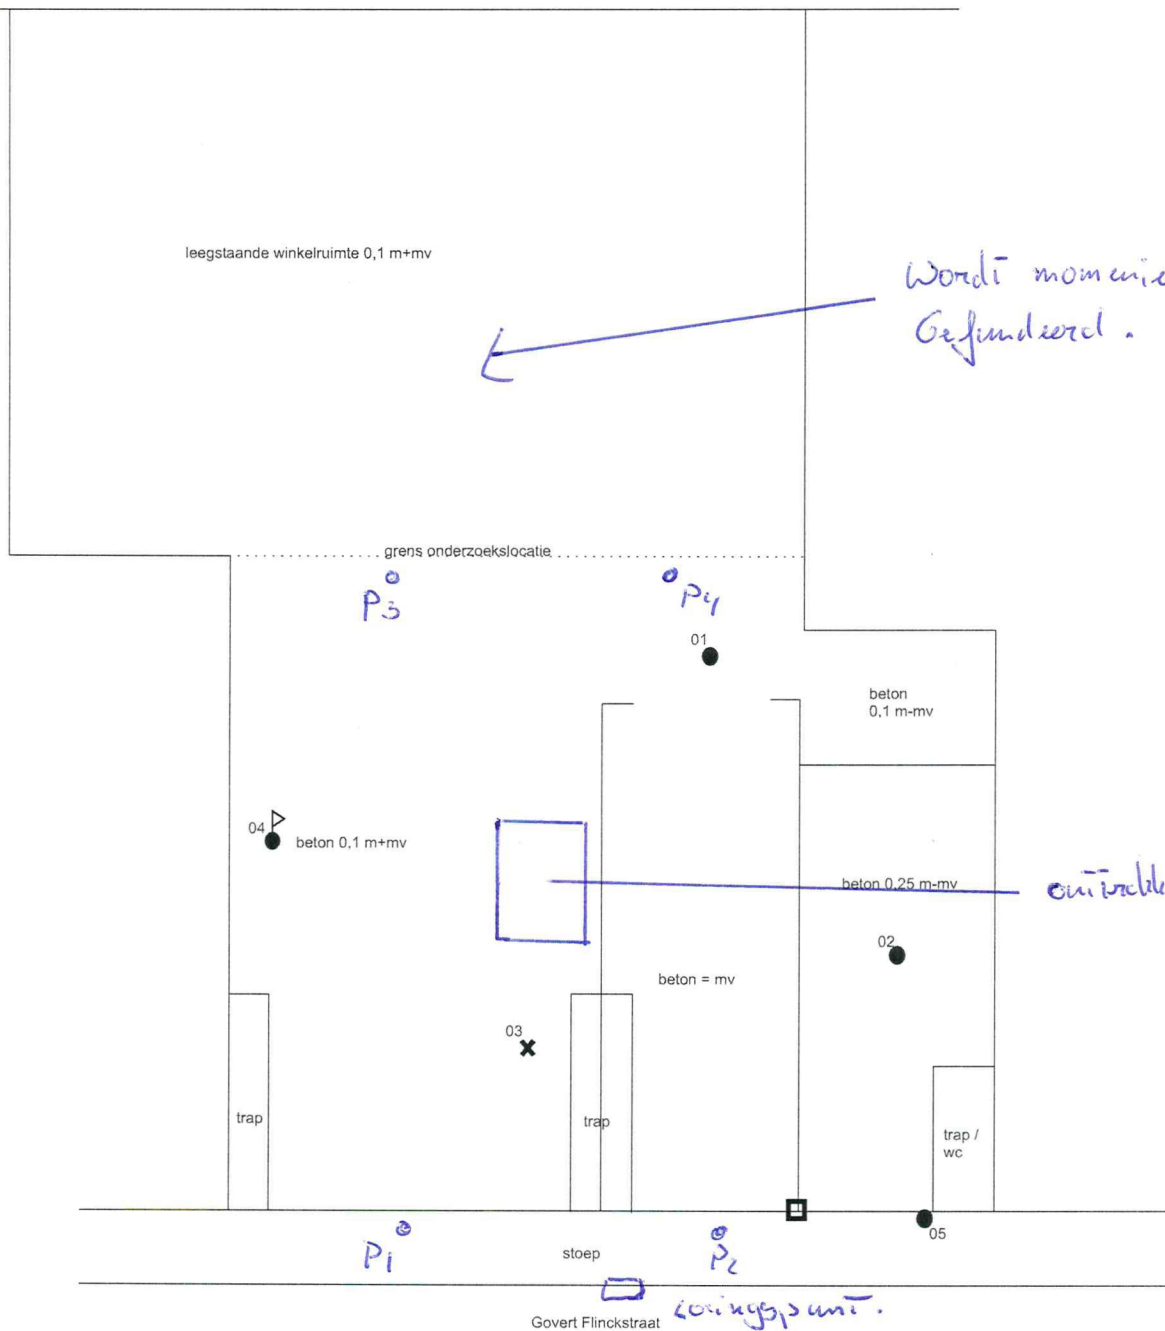 leegstaande winkelruimte 0,1 m+mv
Wordt
Gefundeerd.
grens onderzoekslocatie
P3
P4
01
beton
0,1 m-mv
04
beton 0,1 m+mv
beton 0,25 m-mv
02
beton = mv
03
trap
trap
trap /
wc
05
P1
stoep
P2
Lozingspunt.
Govert Flinckstraat